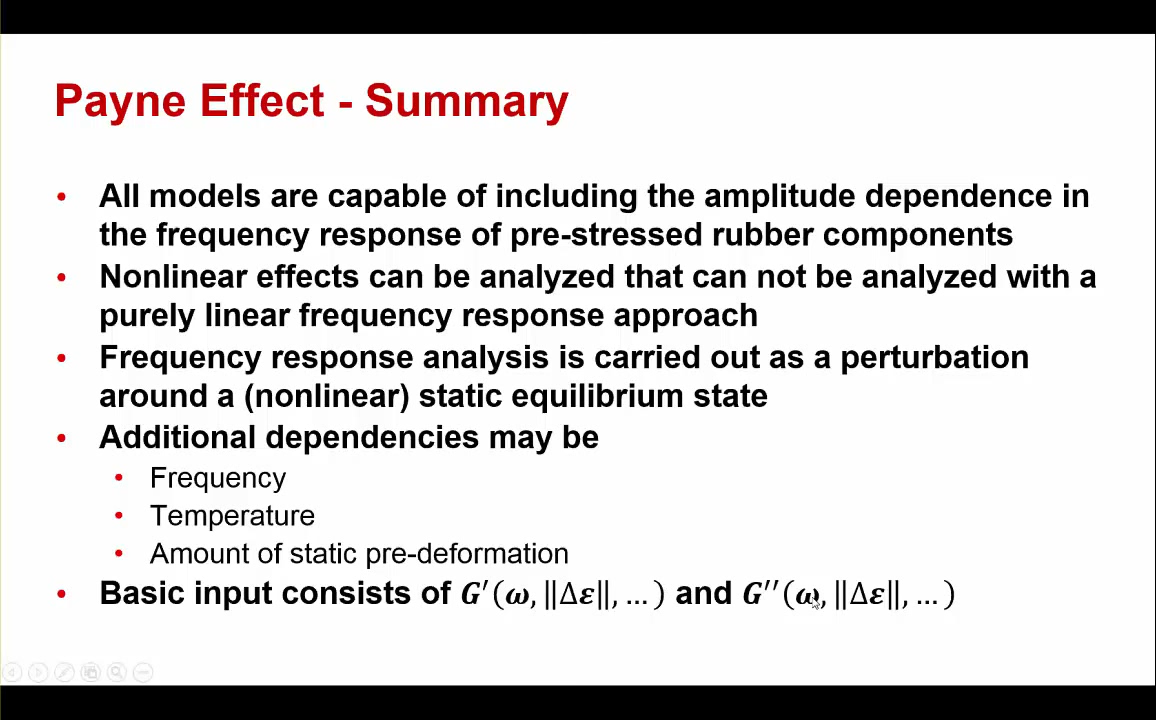 Payne Effect - Summary
• All models are capable of including the amplitude dependence in
the frequency response of pre-stressed rubber components
• Nonlinear effects can be analyzed that can not be analyzed with a
purely linear frequency response approach
• Frequency response analysis is carried out as a perturbation
around a (nonlinear) static equilibrium state
• Additional dependencies may be
• Frequency
• Temperature
• Amount of static pre-deformation
• Basic input consists of G′(ω, ‖Δε‖, … ) and G′′(ω, ‖Δε‖, … )